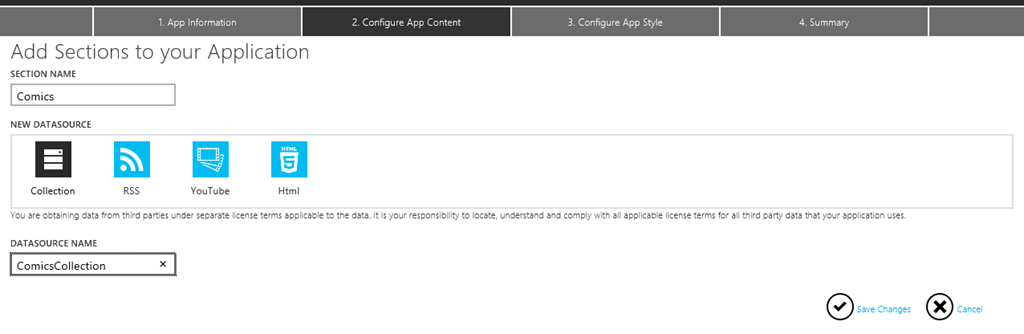 1. App Information
2. Configure App Content
3. Configure App Style
4. Summary
Add Sections to your Application
SECTION NAME
Comics
NEW DATASOURCE
HTML
5
Collection
RSS
YouTube
Html
You are obtaining data from third parties under separate license terms applicable to the data. It is your responsibility to locate, understand and comply with all applicable license terms for all third party data that your application uses.
DATASOURCE NAME
ComicsCollection
Save Changes
Cancel